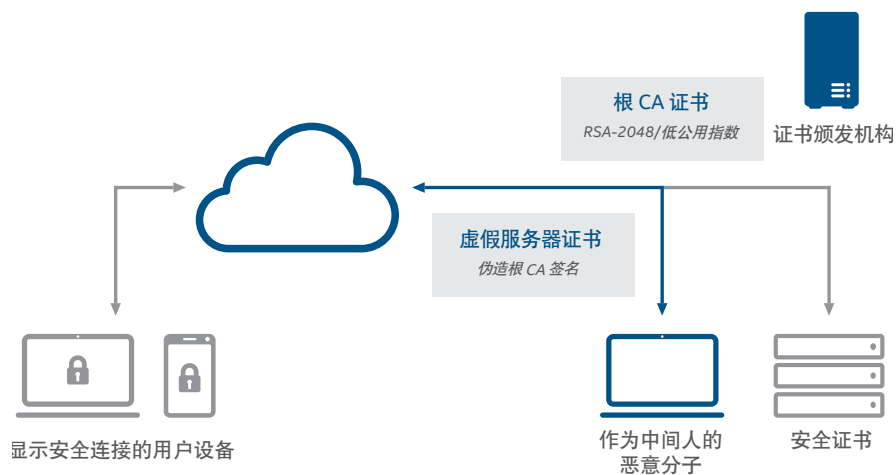 根 CA 证书
RSA-2048/低公用指数
证书颁发机构
虚假服务器证书
伪造根 CA 签名
显示安全连接的用户设备
作为中间人的
恶意分子
安全证书